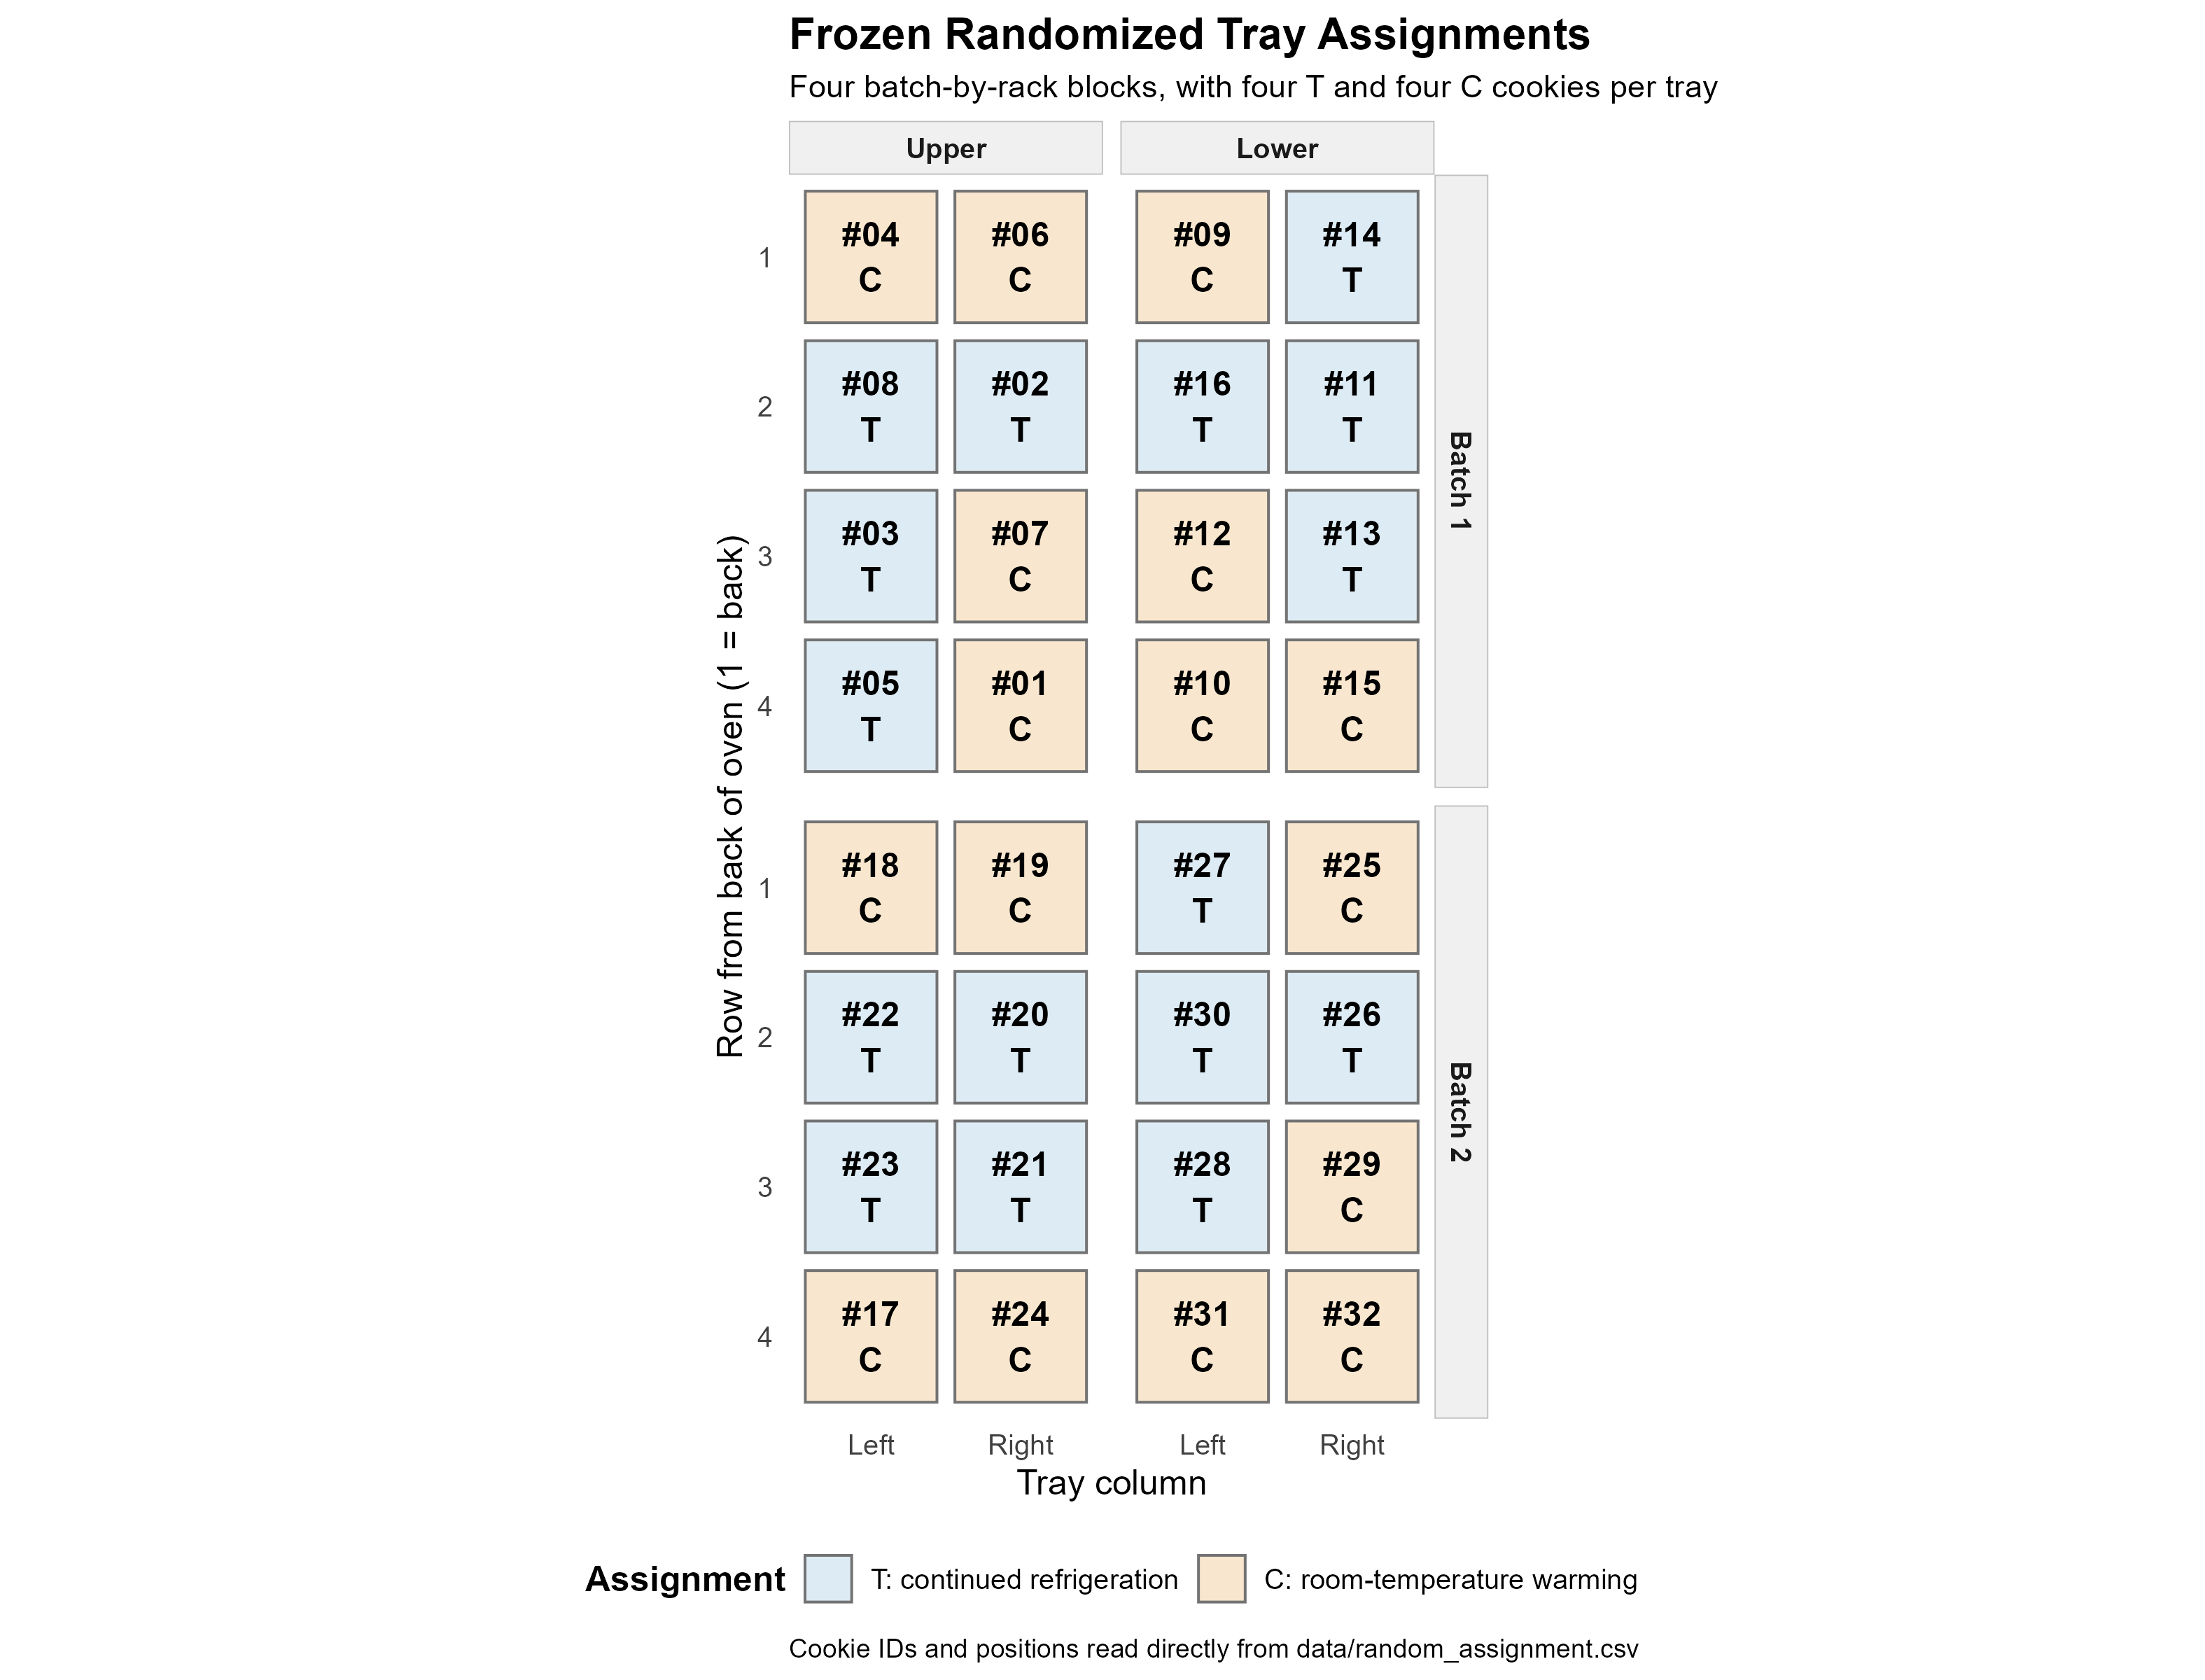 Frozen Randomized Tray Assignments
Four batch-by-rack blocks, with four T and four C cookies per tray
Upper Lower
Batch 1
Row from back of oven (1 = back)
1
#04 #06 #09 #14
C C C T
2
#08 #02 #16 #11
T T T T
3
#03 #07 #12 #13
T C C T
4
#05 #01 #10 #15
T C C C
Batch 2
1
#18 #19 #27 #25
C C T C
2
#22 #20 #30 #26
T T T T
3
#23 #21 #28 #29
T T T C
4
#17 #24 #31 #32
C C C C
Left Right Left Right
Tray column
Assignment T: continued refrigeration C: room-temperature warming
Cookie IDs and positions read directly from data/random_assignment.csv